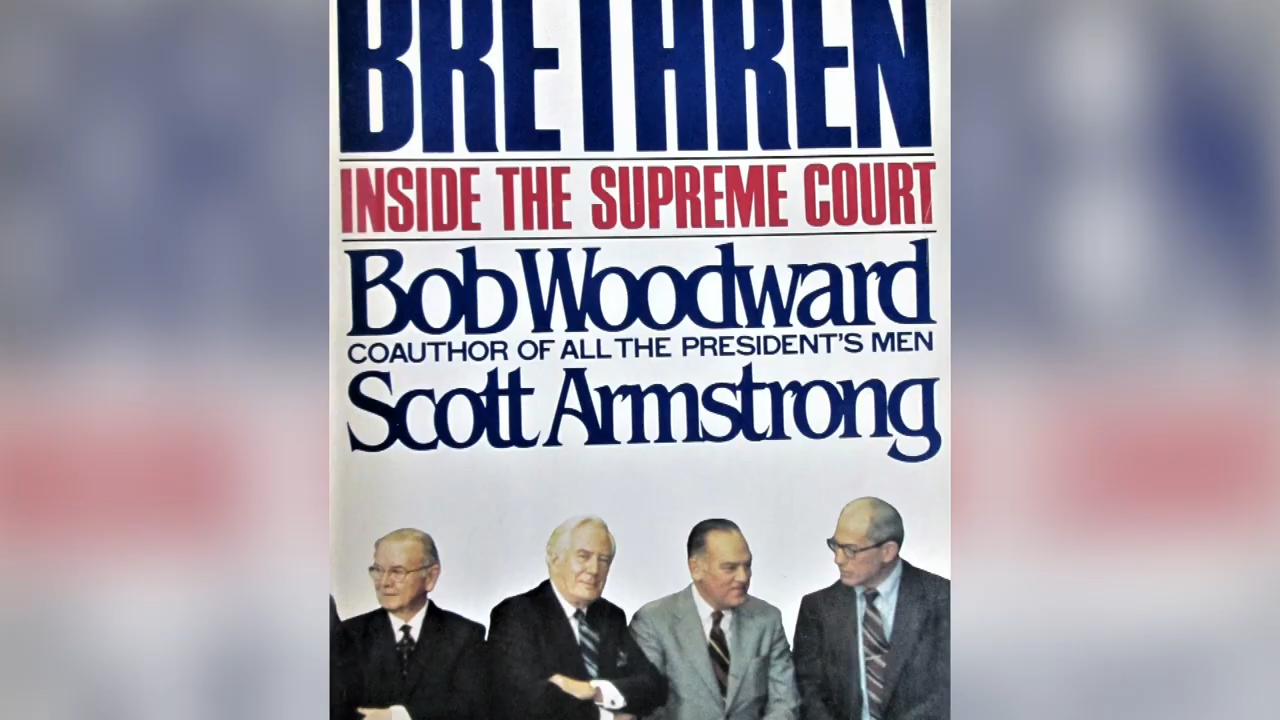 BRETHREN
INSIDE THE SUPREME COURT
Bob Woodward
COAUTHOR OF ALL THE PRESIDENT'S MEN
Scott Armstrong